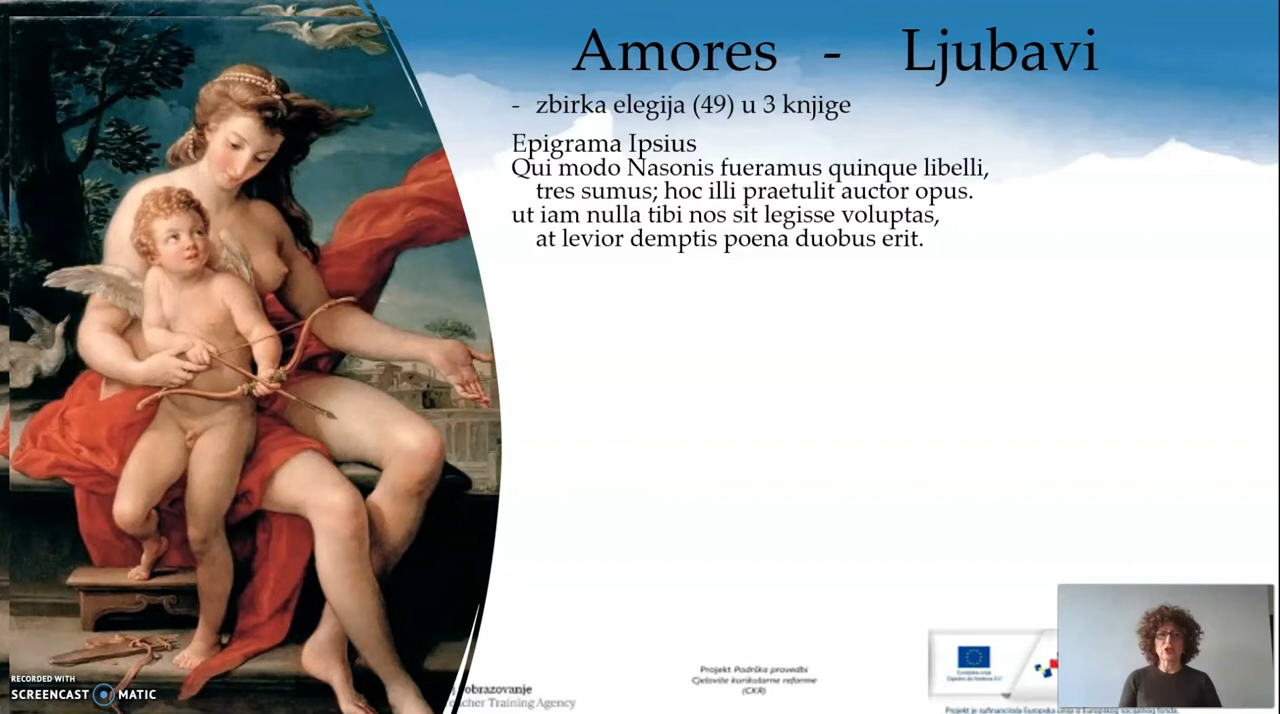 Amores - Ljubavi
- zbirka elegija (49) u 3 knjige
Epigrama Ipsius
Qui modo Nasonis fueramus quinque libelli,
tres sumus; hoc illi praetulit auctor opus.
ut iam nulla tibi nos sit legisse voluptas,
at levior demptis poena duobus erit.
RECORDED WITH
SCREENCAST MATIC
obrazovanje
cher Training Agency
Projekt Podrška provedbi
Cjelovite kurikularne reforme
(CKR)
Europska unija
Projekt je sufinancirala Europska unija iz Europskog socijalnog fonda.